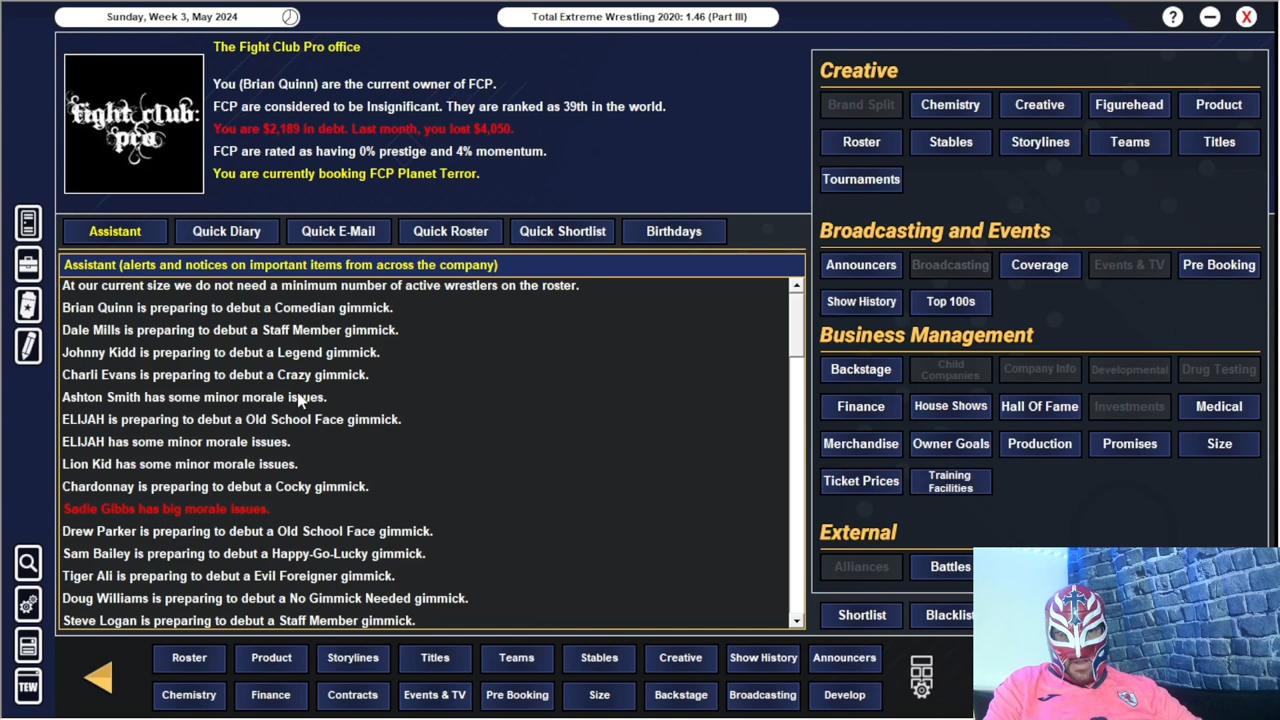 Sunday, Week 3, May 2024
Total Extreme Wrestling 2020: 1.46 (Part III)
?
X
The Fight Club Pro office
fight club:
pro
You (Brian Quinn) are the current owner of FCP.
FCP are considered to be Insignificant. They are ranked as 39th in the world.
You are $2,189 in debt. Last month, you lost $4,050.
FCP are rated as having 0% prestige and 4% momentum.
You are currently booking FCP Planet Terror.
Assistant
Quick Diary
Quick E-Mail
Quick Roster
Quick Shortlist
Birthdays
Assistant (alerts and notices on important items from across the company)
At our current size we do not need a minimum number of active wrestlers on the roster.
Brian Quinn is preparing to debut a Comedian gimmick.
Dale Mills is preparing to debut a Staff Member gimmick.
Johnny Kidd is preparing to debut a Legend gimmick.
Charli Evans is preparing to debut a Crazy gimmick.
Ashton Smith has some minor morale issues.
ELIJAH is preparing to debut a Old School Face gimmick.
ELIJAH has some minor morale issues.
Lion Kid has some minor morale issues.
Chardonnay is preparing to debut a Cocky gimmick.
Sadie Gibbs has big morale issues.
Drew Parker is preparing to debut a Old School Face gimmick.
Sam Bailey is preparing to debut a Happy-Go-Lucky gimmick.
Tiger Ali is preparing to debut a Evil Foreigner gimmick.
Doug Williams is preparing to debut a No Gimmick Needed gimmick.
Steve Logan is preparing to debut a Staff Member gimmick.
Creative
Brand Split
Chemistry
Creative
Figurehead
Product
Roster
Stables
Storylines
Teams
Titles
Tournaments
Broadcasting and Events
Announcers
Broadcasting
Coverage
Events & TV
Pre Booking
Show History
Top 100s
Business Management
Backstage
Child
Companies
Company Info
Developmental
Drug Testing
Finance
House Shows
Hall Of Fame
Investments
Medical
Merchandise
Owner Goals
Production
Promises
Size
Ticket Prices
Training
Facilities
External
Alliances
Battles
Shortlist
Blacklist
TEW
Roster
Product
Storylines
Titles
Teams
Stables
Creative
Show History
Announcers
Chemistry
Finance
Contracts
Events & TV
Pre Booking
Size
Backstage
Broadcasting
Develop